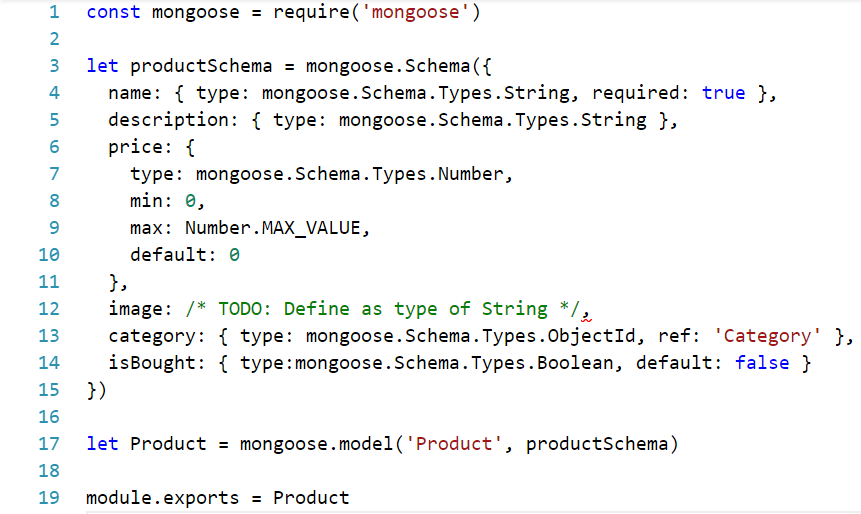 1 const mongoose = require('mongoose')
2
3 let productSchema = mongoose.Schema({
4   name: { type: mongoose.Schema.Types.String, required: true },
5   description: { type: mongoose.Schema.Types.String },
6   price: {
7     type: mongoose.Schema.Types.Number,
8     min: 0,
9     max: Number.MAX_VALUE,
10     default: 0
11   },
12   image: /* TODO: Define as type of String */,
13   category: { type: mongoose.Schema.Types.ObjectId, ref: 'Category' },
14   isBought: { type:mongoose.Schema.Types.Boolean, default: false }
15 })
16
17 let Product = mongoose.model('Product', productSchema)
18
19 module.exports = Product